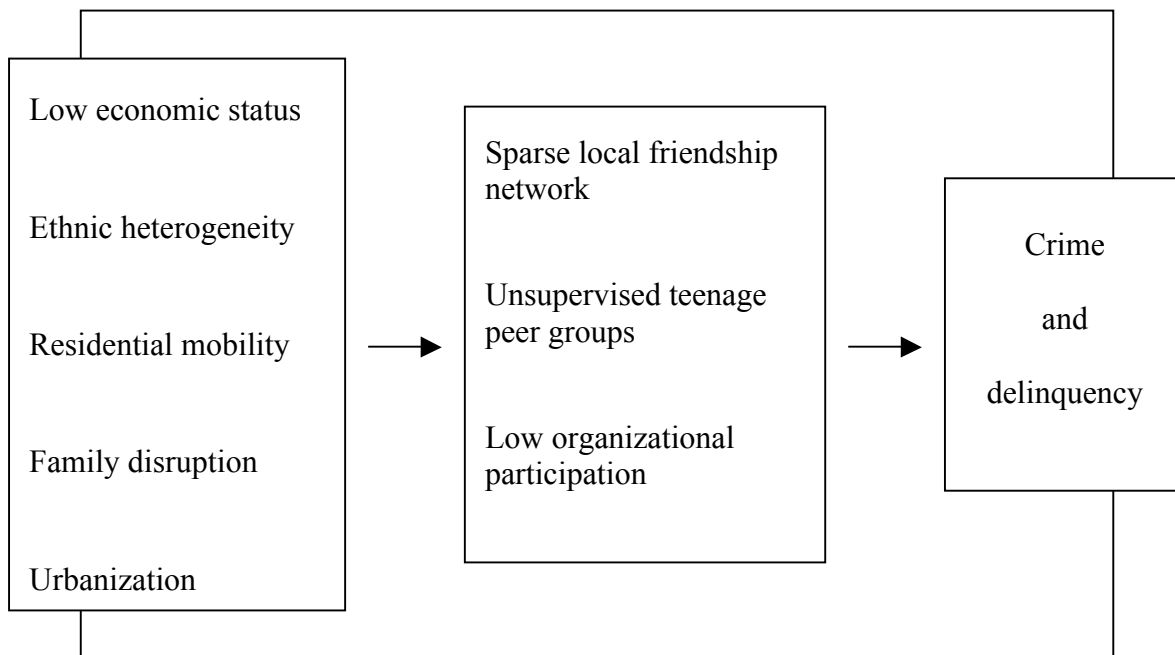 Low economic status
Ethnic heterogeneity
Residential mobility
Family disruption
Urbanization
Sparse local friendship
network
Unsupervised teenage
peer groups
Low organizational
participation
Crime
and
delinquency